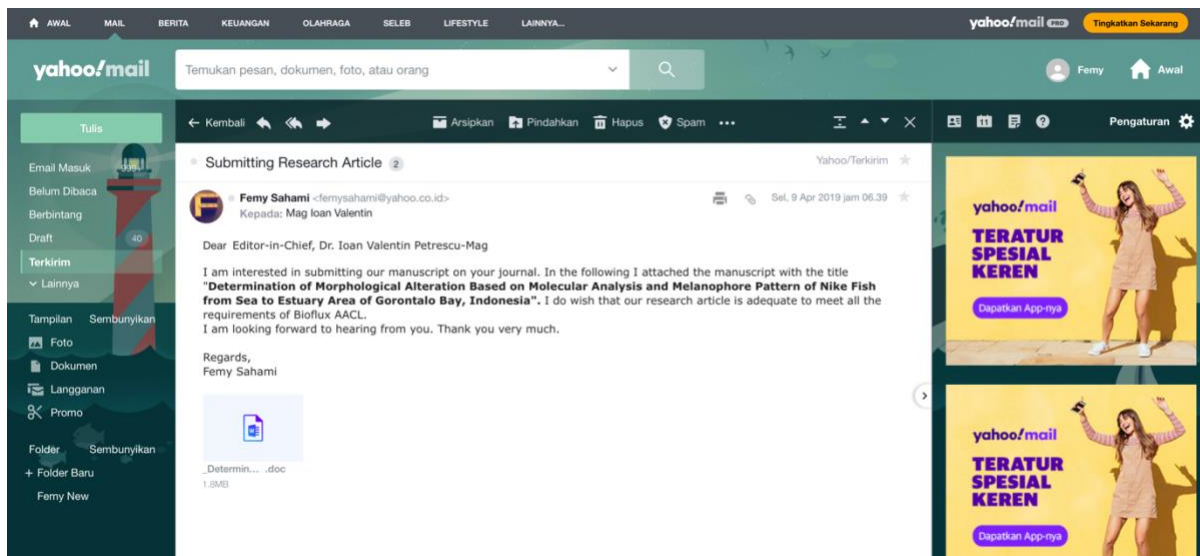 AWAL MAIL BERITA KEUANGAN OLAHRAGA SELEB LIFESTYLE LAINNYA...
yahoo!mail PRO Tingkatkan Sekarang
yahoo!mail
Temukan pesan, dokumen, foto, atau orang
Femy Awal
Tulis
Kembali Arsipkan Pindahkan Hapus Spam
11 Pengaturan
Email Masuk
Belum Dibaca
Berbintang
Draft 40
Terkirim
Lainnya
Tampilan Sembunyikan
Foto
Dokumen
Langganan
Promo
Folder Sembunyikan
+ Folder Baru
Femy New
Submitting Research Article 2 Yahoo/Terkirim
F Femy Sahami <femysahami@yahoo.co.id> Sel, 9 Apr 2019 jam 06.39
Kepada: Mag Ioan Valentin
Dear Editor-in-Chief, Dr. Ioan Valentin Petrescu-Mag
I am interested in submitting our manuscript on your journal. In the following I attached the manuscript with the title
"Determination of Morphological Alteration Based on Molecular Analysis and Melanophore Pattern of Nike Fish
from Sea to Estuary Area of Gorontalo Bay, Indonesia". I do wish that our research article is adequate to meet all the
requirements of Bioflux AACL.
I am looking forward to hearing from you. Thank you very much.
Regards,
Femy Sahami
_Determin... .doc
1.8MB
yahoo!mail
TERATUR
SPESIAL
KEREN
Dapatkan App-nya
yahoo!mail
TERATUR
SPESIAL
KEREN
Dapatkan App-nya